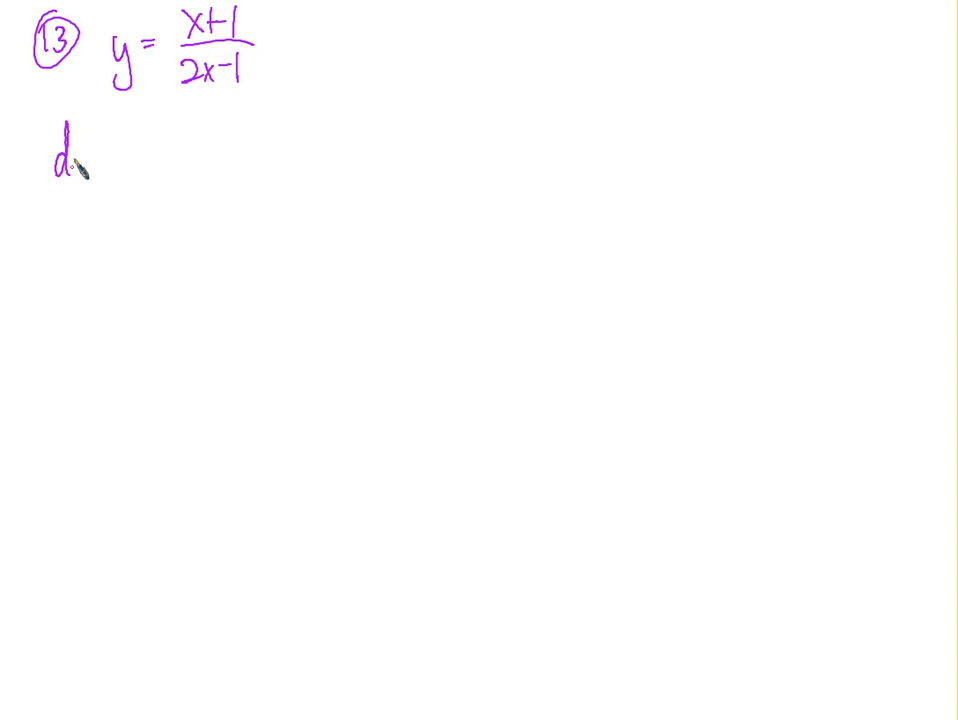 13 y = x+1 / 2x-1
d